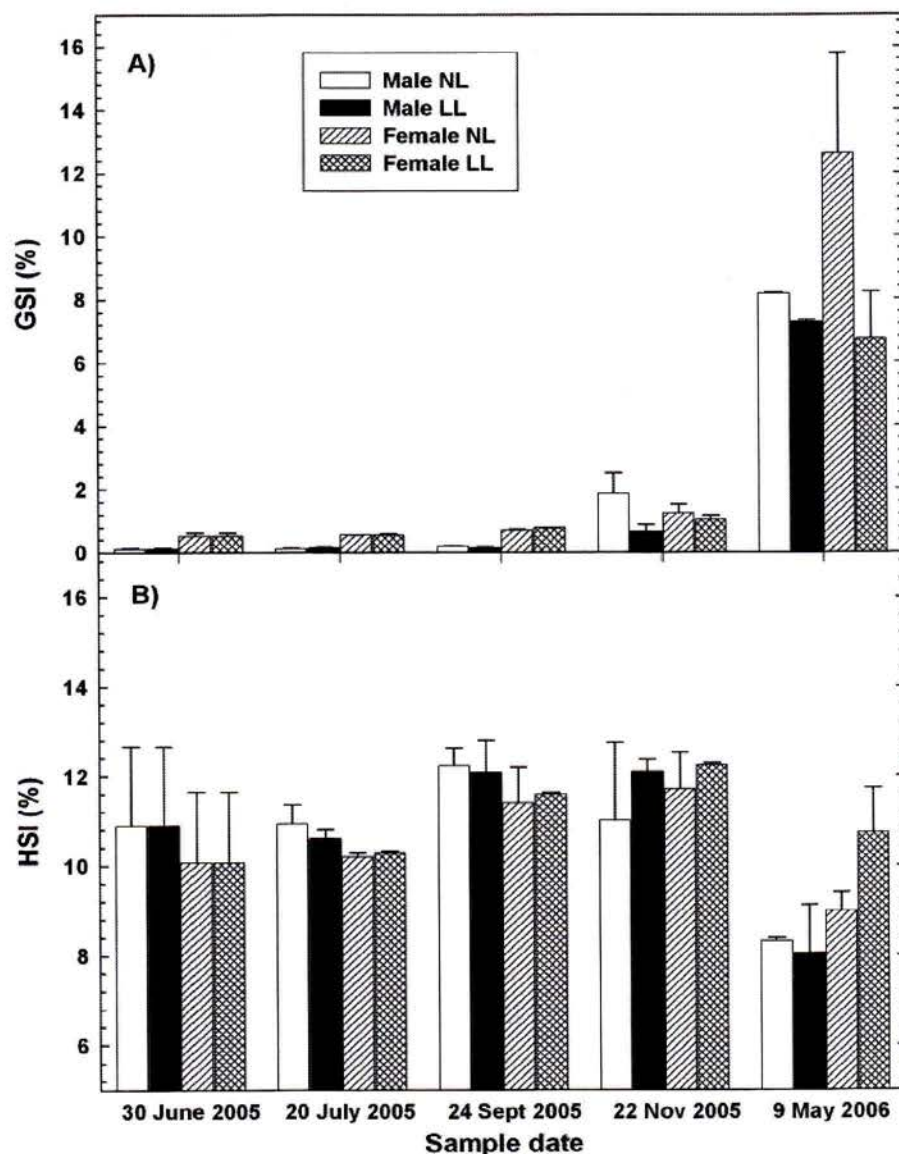 A)
Male NL
Male LL
Female NL
Female LL
16
14
12
10
8
6
4
2
0
GSI (%)
B)
16
14
12
10
8
6
HSI (%)
30 June 2005 20 July 2005 24 Sept 2005 22 Nov 2005 9 May 2006
Sample date